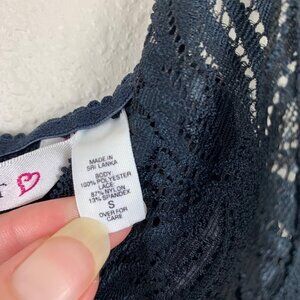 MADE IN
SRI LANKA
BODY
100% POLYESTER
LACE
87% NYLON
13% SPANDEX
S
OVER FOR
CARE